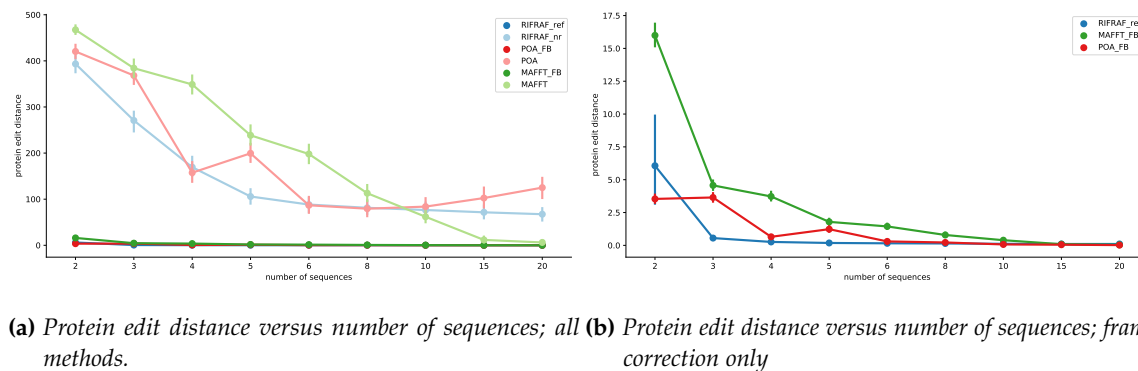 500
400
300
200
100
0
protein edit distance
2 3 4 5 6 8 10 15 20
number of sequences
RIFRAF_ref
RIFRAF_nr
POA_FB
POA
MAFFT_FB
MAFFT
17.5
15.0
12.5
10.0
7.5
5.0
2.5
0.0
protein edit distance
2 3 4 5 6 8 10 15 20
number of sequences
RIFRAF_re
MAFFT_FB
POA_FB
(a) Protein edit distance versus number of sequences; all
methods.
(b) Protein edit distance versus number of sequences; fram
correction only